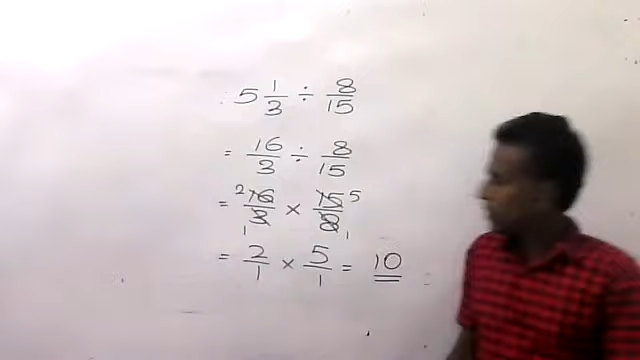 5 1/3 ÷ 8/15
= 16/3 ÷ 8/15
= 2 16/3 1 × 15/8 5 1
= 2/1 × 5/1 = 10